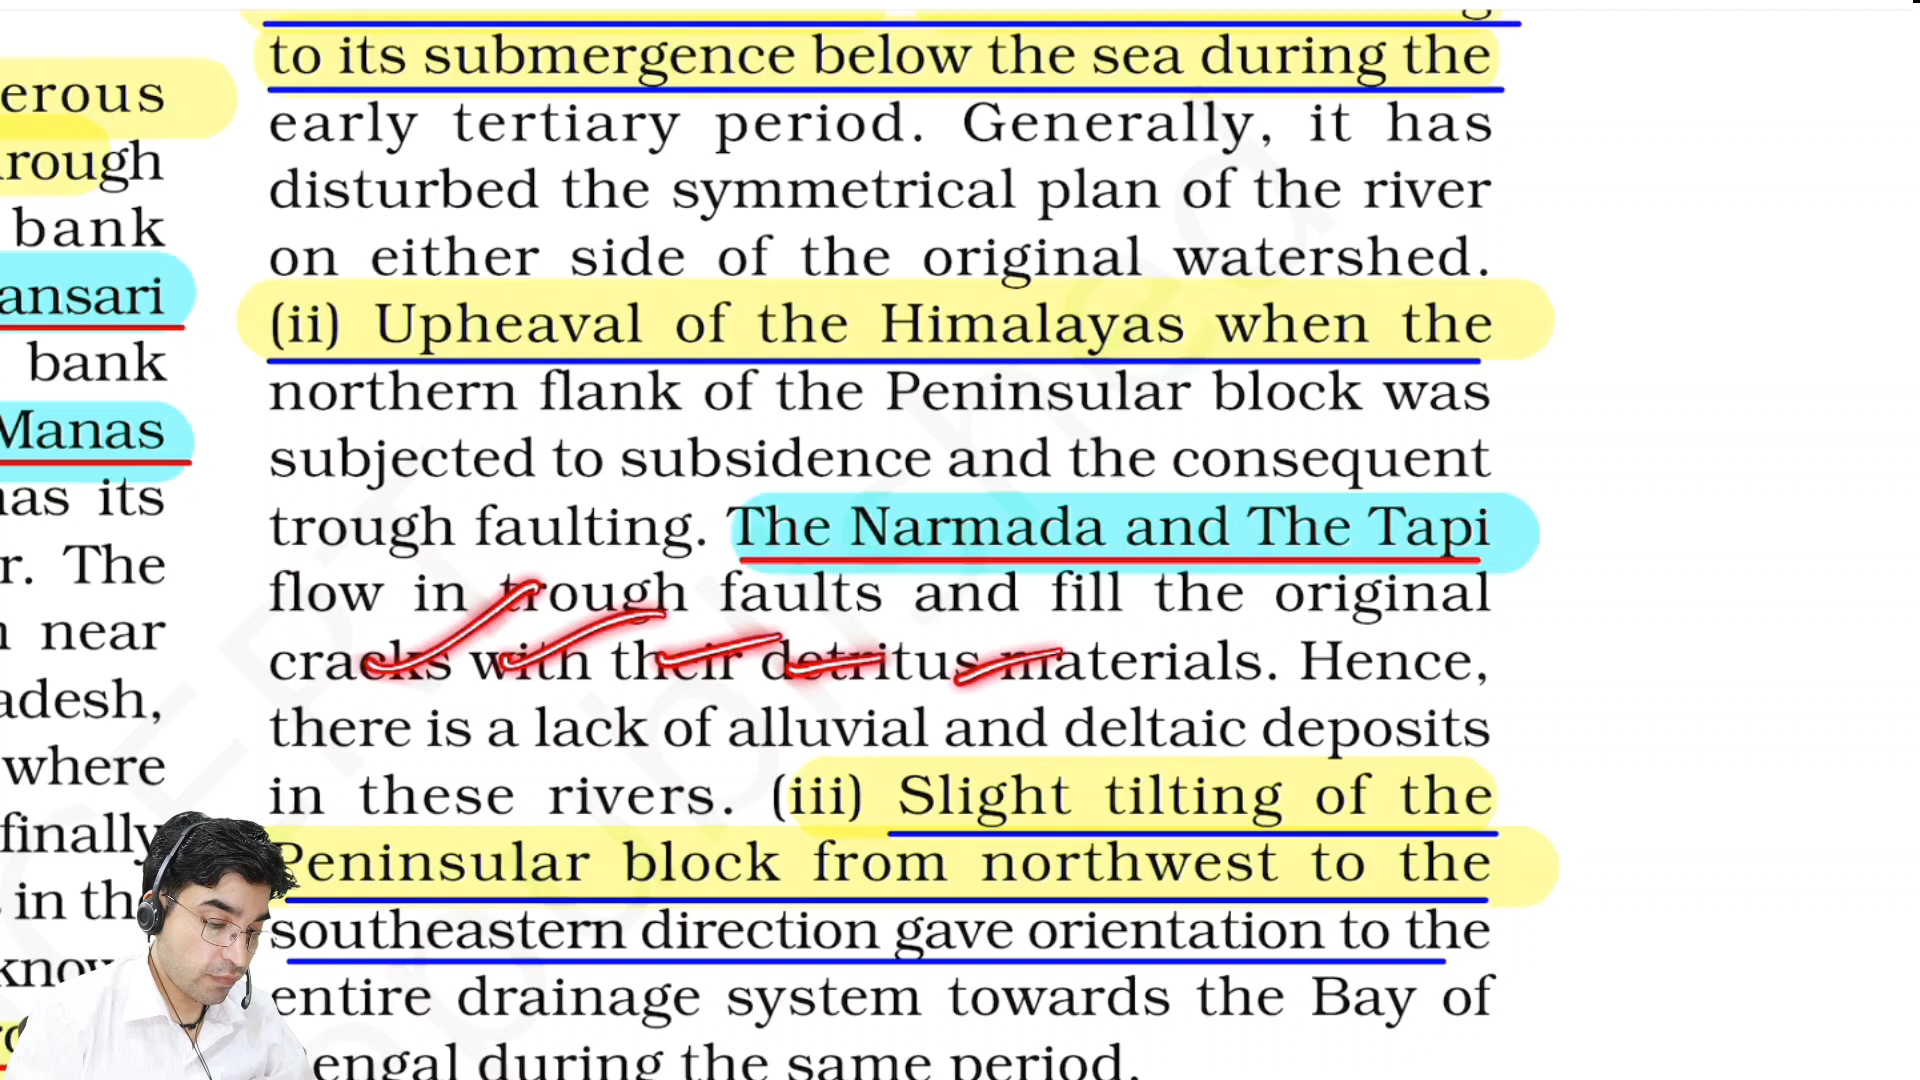 erous
rough
bank
ansari
bank
Manas
as its
r. The
near
adesh,
where
finally
in th
know
to its submergence below the sea during the
early tertiary period. Generally, it has
disturbed the symmetrical plan of the river
on either side of the original watershed.
(ii) Upheaval of the Himalayas when the
northern flank of the Peninsular block was
subjected to subsidence and the consequent
trough faulting. The Narmada and The Tapi
flow in trough faults and fill the original
cracks with their detritus materials. Hence,
there is a lack of alluvial and deltaic deposits
in these rivers. (iii) Slight tilting of the
Peninsular block from northwest to the
southeastern direction gave orientation to the
entire drainage system towards the Bay of
engal during the same period.